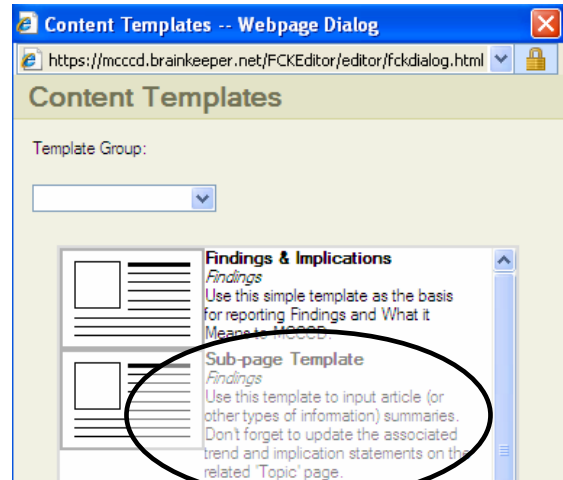 Content Templates -- Webpage Dialog
https://mcccd.brainkeeper.net/FCKEditor/editor/fckdialog.html
Content Templates
Template Group:
Findings & Implications
Findings
Use this simple template as the basis
for reporting Findings and What it
Means to MCCCD.
Sub-page Template
Findings
Use this template to input article (or
other types of information) summaries.
Don't forget to update the associated
trend and implication statements on the
related 'Topic' page.